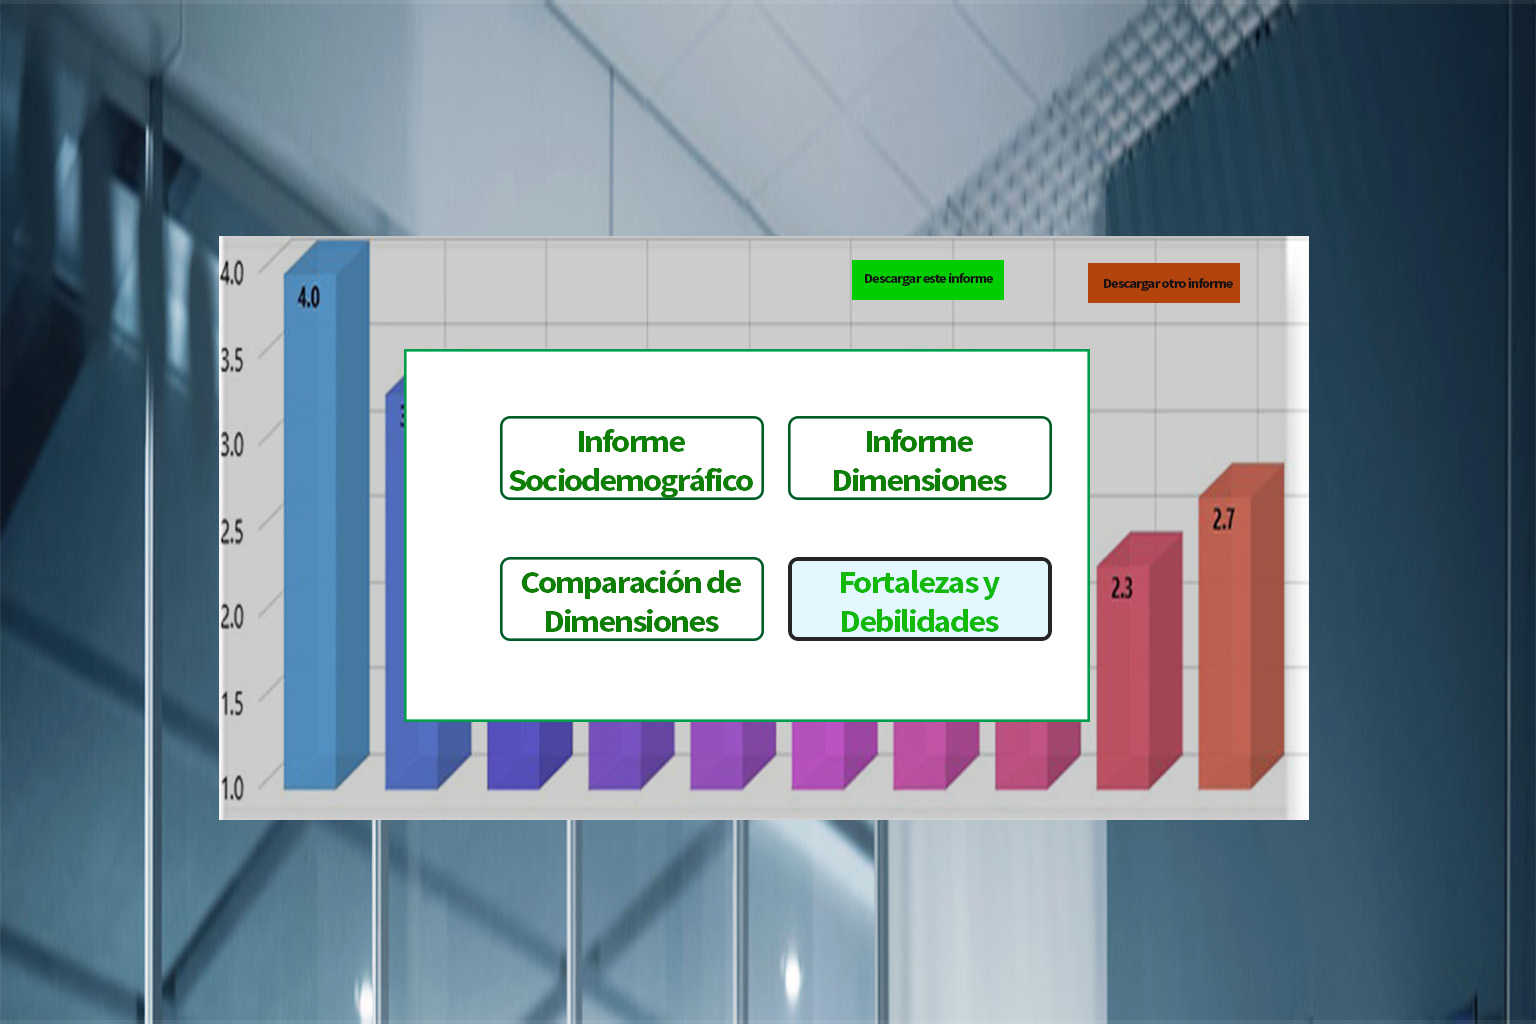 4.0
4.0
Descargar este informe
Descargar otro informe
3.5
3.0
Informe
Sociodemográfico
Informe
Dimensiones
2.5
2.7
2.3
2.0
Comparación de
Dimensiones
Fortalezas y
Debilidades
1.5
1.0